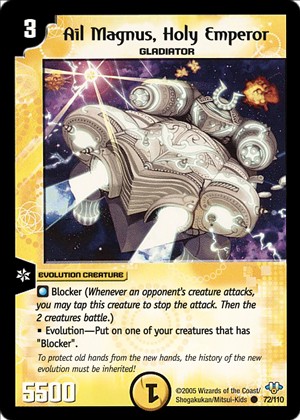 3
Ail Magnus, Holy Emperor
GLADIATOR
EVOLUTION CREATURE
Blocker (Whenever an opponent's creature attacks,
you may tap this creature to stop the attack. Then the
2 creatures battle.)
• Evolution—Put on one of your creatures that has
"Blocker".
To protect old hands from the new hands, the history of the new
evolution must be inherited!
5500
1
©2005 Wizards of the Coast/
Shogakukan/Mitsui-Kids
72/110